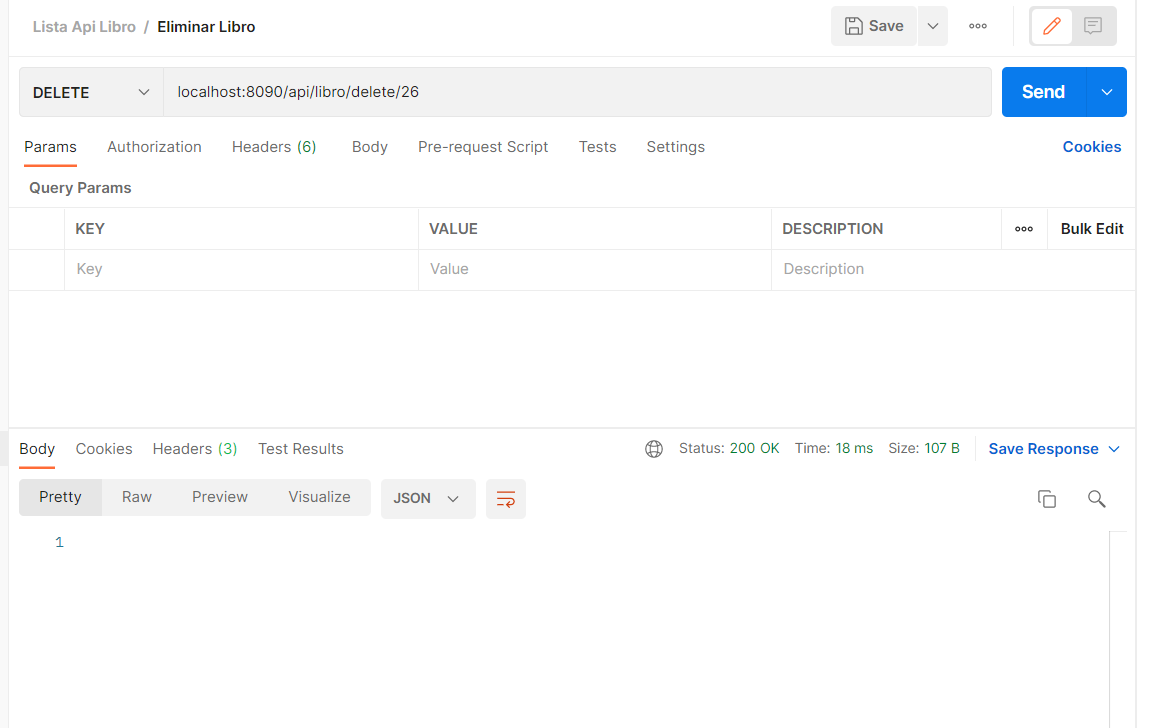 Lista Api Libro / Eliminar Libro
Save
DELETE
localhost:8090/api/libro/delete/26
Send
Params Authorization Headers (6) Body Pre-request Script Tests Settings
Cookies
Query Params
KEY VALUE DESCRIPTION
Bulk Edit
Key Value Description
Body Cookies Headers (3) Test Results
Status: 200 OK Time: 18 ms Size: 107 B
Save Response
Pretty Raw Preview Visualize
JSON
1